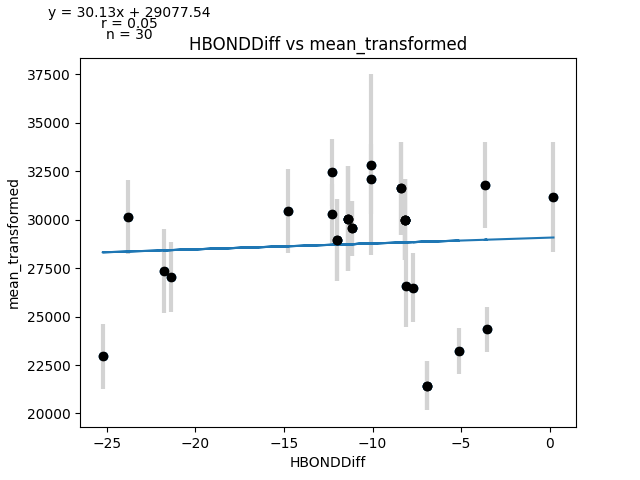 y = 30.13x + 29077.54
r = 0.05
n = 30
HBONDDiff vs mean_transformed
37500
35000
32500
30000
27500
25000
22500
20000
mean_transformed
−25 −20 −15 −10 −5 0
HBONDDiff